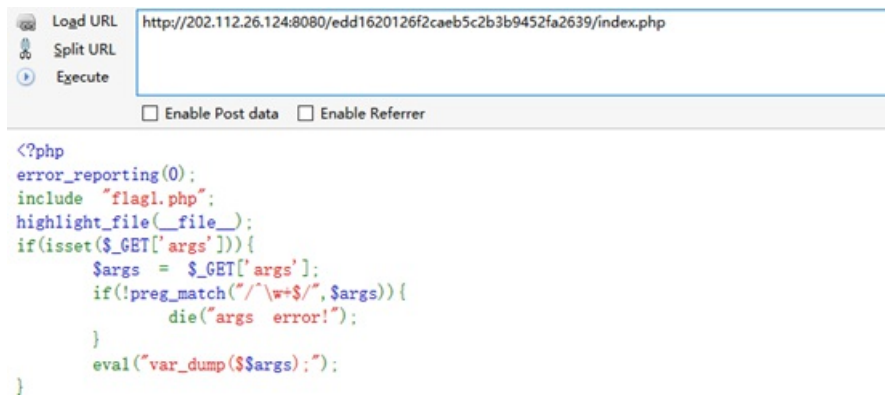 Load URL
http://202.112.26.124:8080/edd1620126f2caeb5c2b3b9452fa2639/index.php
Split URL
Execute
Enable Post data Enable Referrer
<?php
error_reporting(0);
include "flag1.php";
highlight_file(__file__);
if(isset($_GET['args'])){
$args = $_GET['args'];
if(!preg_match("/^\w+$/",$args)){
die("args error!");
}
eval("var_dump($$args);");
}